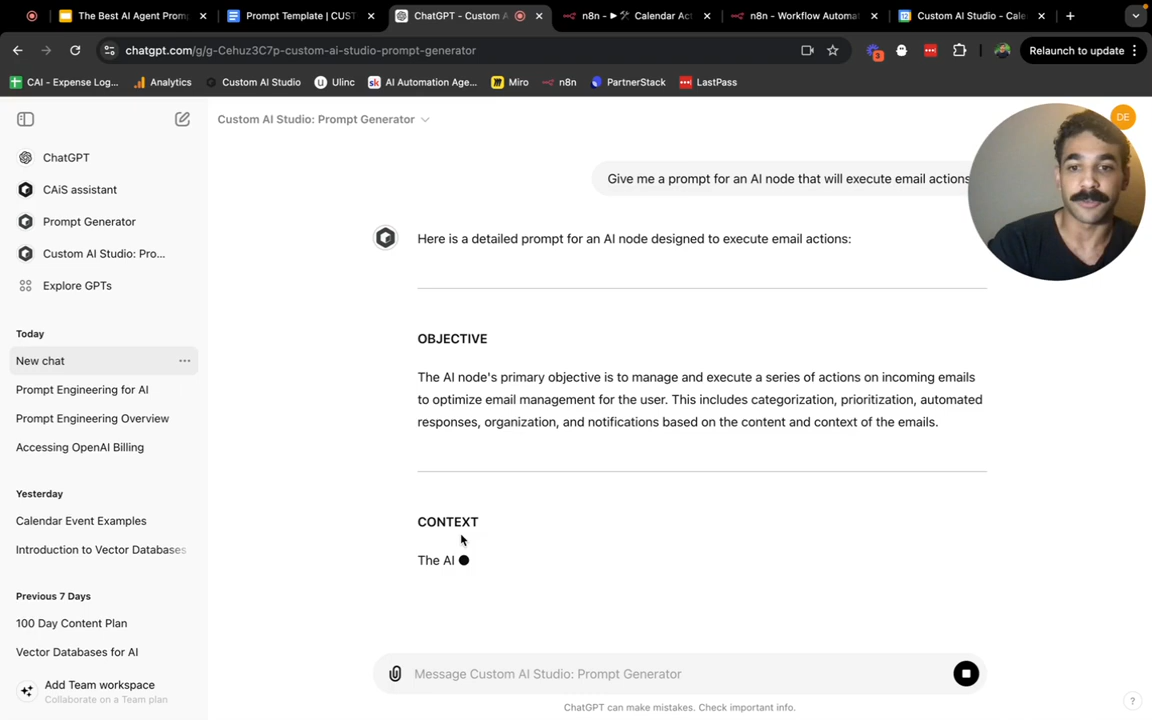 The Best AI Agent Prom
Prompt Template | CUST
ChatGPT - Custom A
n8n - ▶ 🛠 Calendar Act
n8n - Workflow Automat
Custom AI Studio - Cale
chatgpt.com/g/g-Cehuz3C7p-custom-ai-studio-prompt-generator
3
Relaunch to update
CAI - Expense Log...
Analytics
Custom AI Studio
Ulinc
AI Automation Age...
Miro
n8n
PartnerStack
LastPass
Custom AI Studio: Prompt Generator
DE
ChatGPT
CAiS assistant
Prompt Generator
Custom AI Studio: Pro...
Explore GPTs
Today
New chat
Prompt Engineering for AI
Prompt Engineering Overview
Accessing OpenAI Billing
Yesterday
Calendar Event Examples
Introduction to Vector Databases
Previous 7 Days
100 Day Content Plan
Vector Databases for AI
Add Team workspace
Collaborate on a Team plan
Give me a prompt for an AI node that will execute email actions
Here is a detailed prompt for an AI node designed to execute email actions:
OBJECTIVE
The AI node's primary objective is to manage and execute a series of actions on incoming emails
to optimize email management for the user. This includes categorization, prioritization, automated
responses, organization, and notifications based on the content and context of the emails.
CONTEXT
The AI
Message Custom AI Studio: Prompt Generator
ChatGPT can make mistakes. Check important info.
?